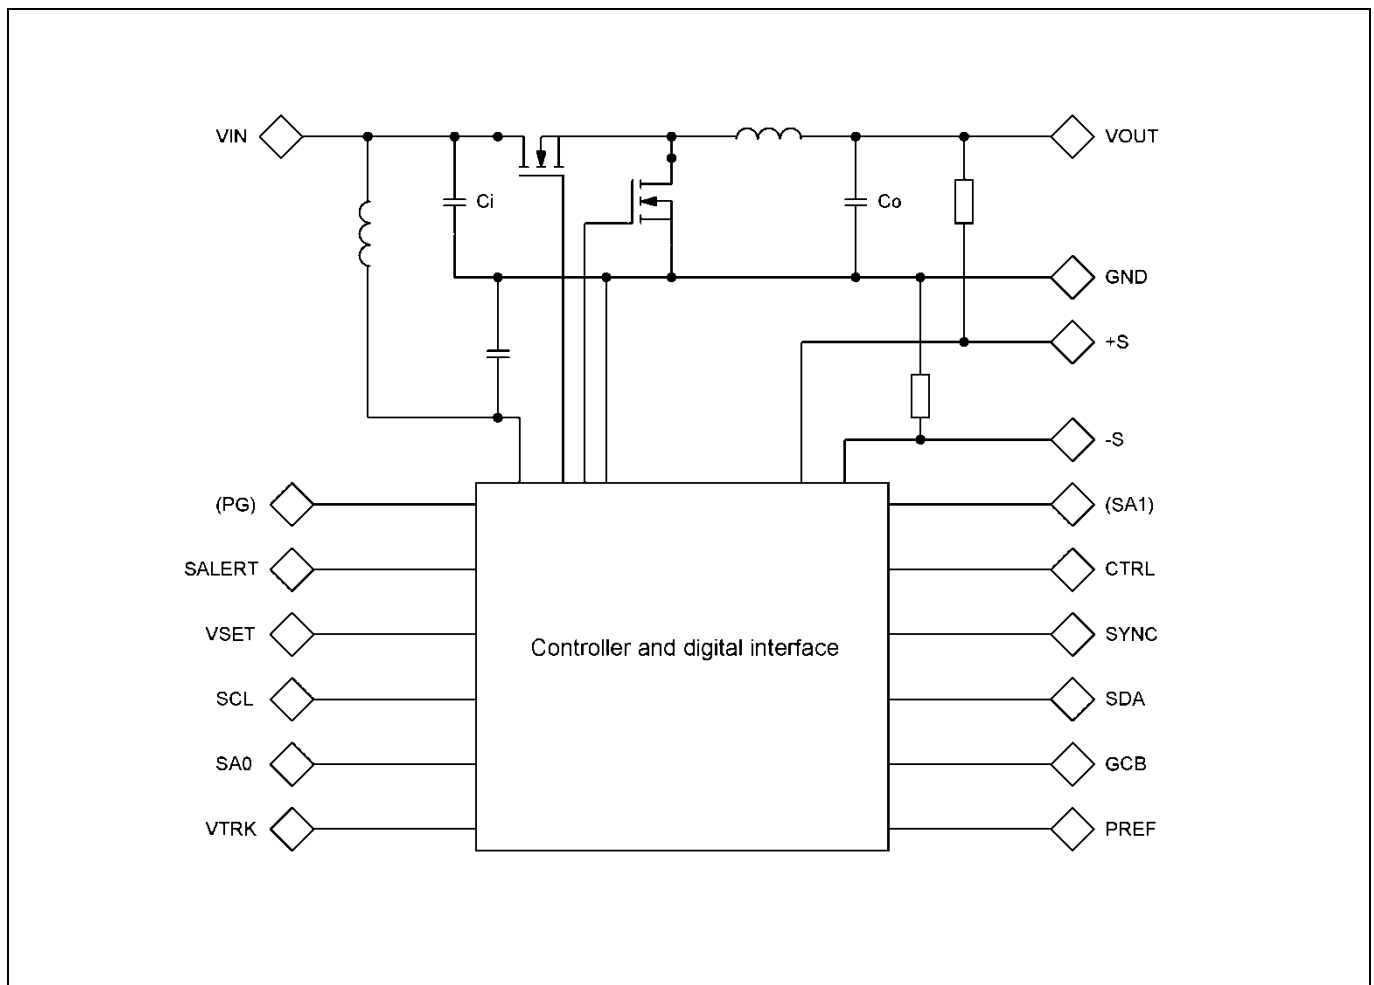 VIN
VOUT
Ci
Co
GND
+S
-S
(PG)
(SA1)
SALERT
CTRL
VSET
Controller and digital interface
SYNC
SCL
SDA
SA0
GCB
VTRK
PREF